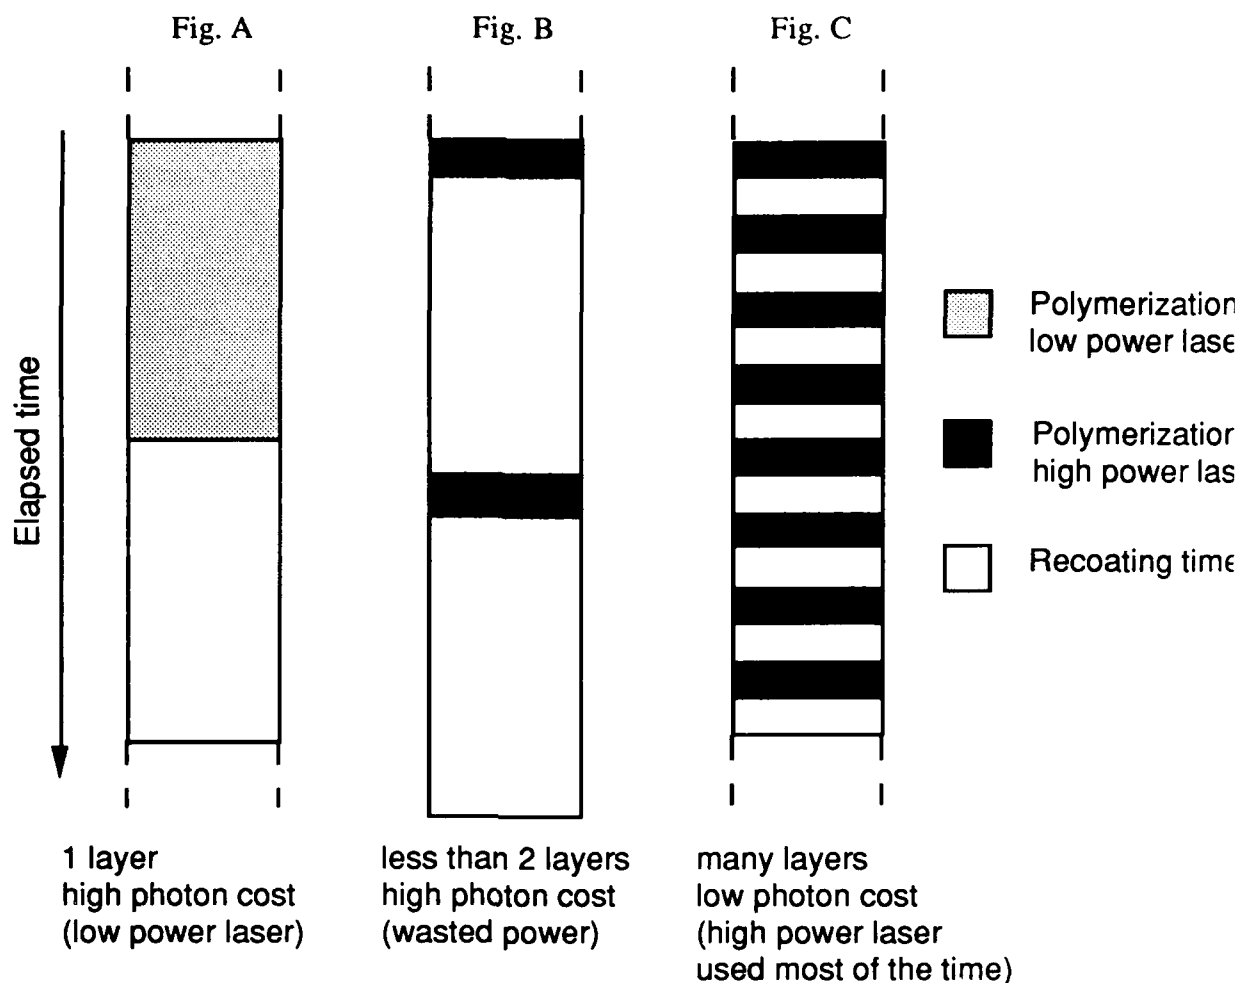 Fig. A
Fig. B
Fig. C
Elapsed time
Polymerization
low power lase
Polymerization
high power las
Recoating time
1 layer
high photon cost
(low power laser)
less than 2 layers
high photon cost
(wasted power)
many layers
low photon cost
(high power laser
used most of the time)